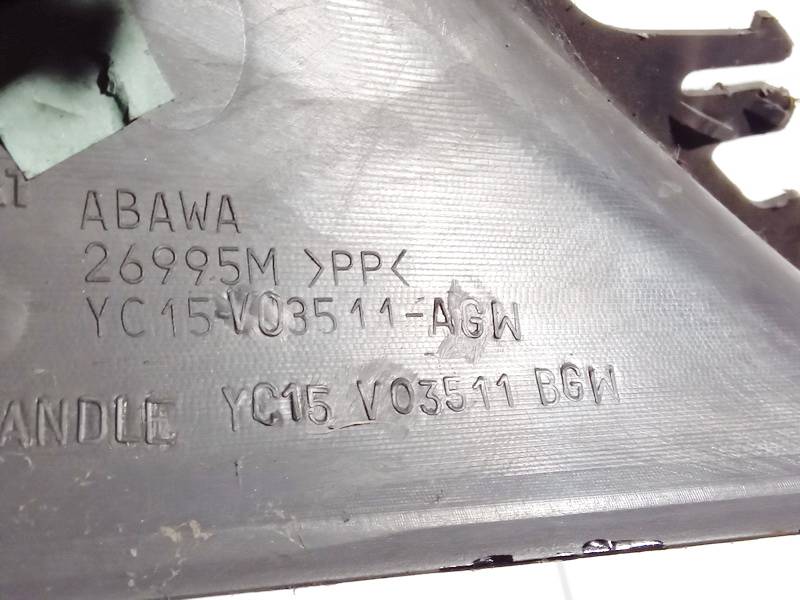 ABAWA
26995M >PP<
YC15-V03511-AGW
ANDLE YC15 V03511 BGW